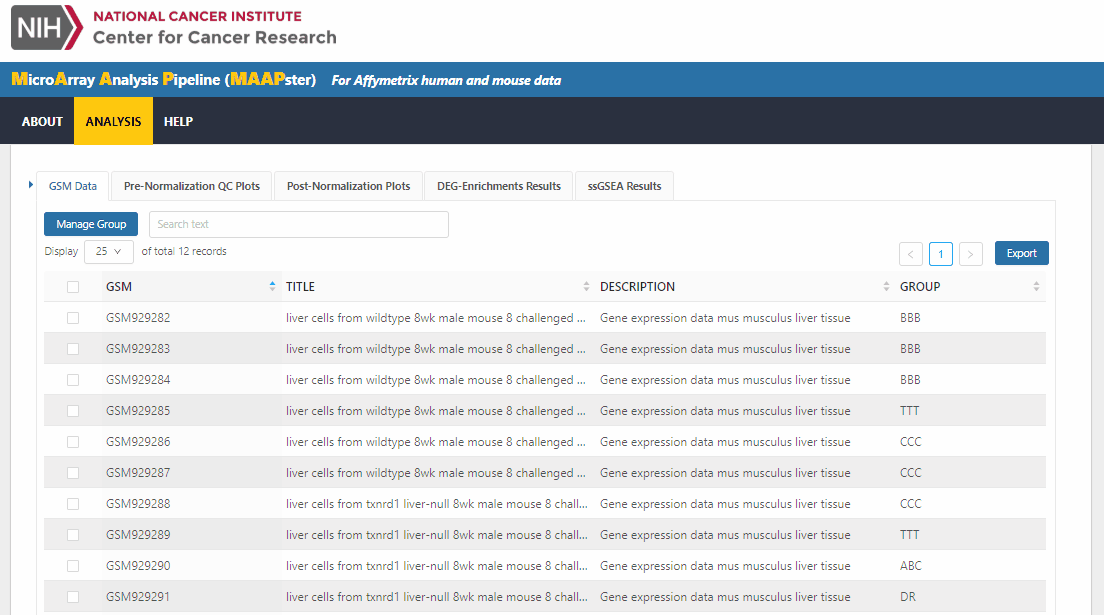 NIH NATIONAL CANCER INSTITUTE
Center for Cancer Research
MicroArray Analysis Pipeline (MAAPster) For Affymetrix human and mouse data
ABOUT ANALYSIS HELP
GSM Data Pre-Normalization QC Plots Post-Normalization Plots DEG-Enrichments Results ssGSEA Results
Manage Group Search text
Display 25 of total 12 records < 1 > Export
GSM TITLE DESCRIPTION GROUP
GSM929282 liver cells from wildtype 8wk male mouse 8 challenged ... Gene expression data mus musculus liver tissue BBB
GSM929283 liver cells from wildtype 8wk male mouse 8 challenged ... Gene expression data mus musculus liver tissue BBB
GSM929284 liver cells from wildtype 8wk male mouse 8 challenged ... Gene expression data mus musculus liver tissue BBB
GSM929285 liver cells from wildtype 8wk male mouse 8 challenged ... Gene expression data mus musculus liver tissue TTT
GSM929286 liver cells from wildtype 8wk male mouse 8 challenged ... Gene expression data mus musculus liver tissue CCC
GSM929287 liver cells from wildtype 8wk male mouse 8 challenged ... Gene expression data mus musculus liver tissue CCC
GSM929288 liver cells from txnrd1 liver-null 8wk male mouse 8 chall... Gene expression data mus musculus liver tissue CCC
GSM929289 liver cells from txnrd1 liver-null 8wk male mouse 8 chall... Gene expression data mus musculus liver tissue TTT
GSM929290 liver cells from txnrd1 liver-null 8wk male mouse 8 chall... Gene expression data mus musculus liver tissue ABC
GSM929291 liver cells from txnrd1 liver-null 8wk male mouse 8 chall... Gene expression data mus musculus liver tissue DR